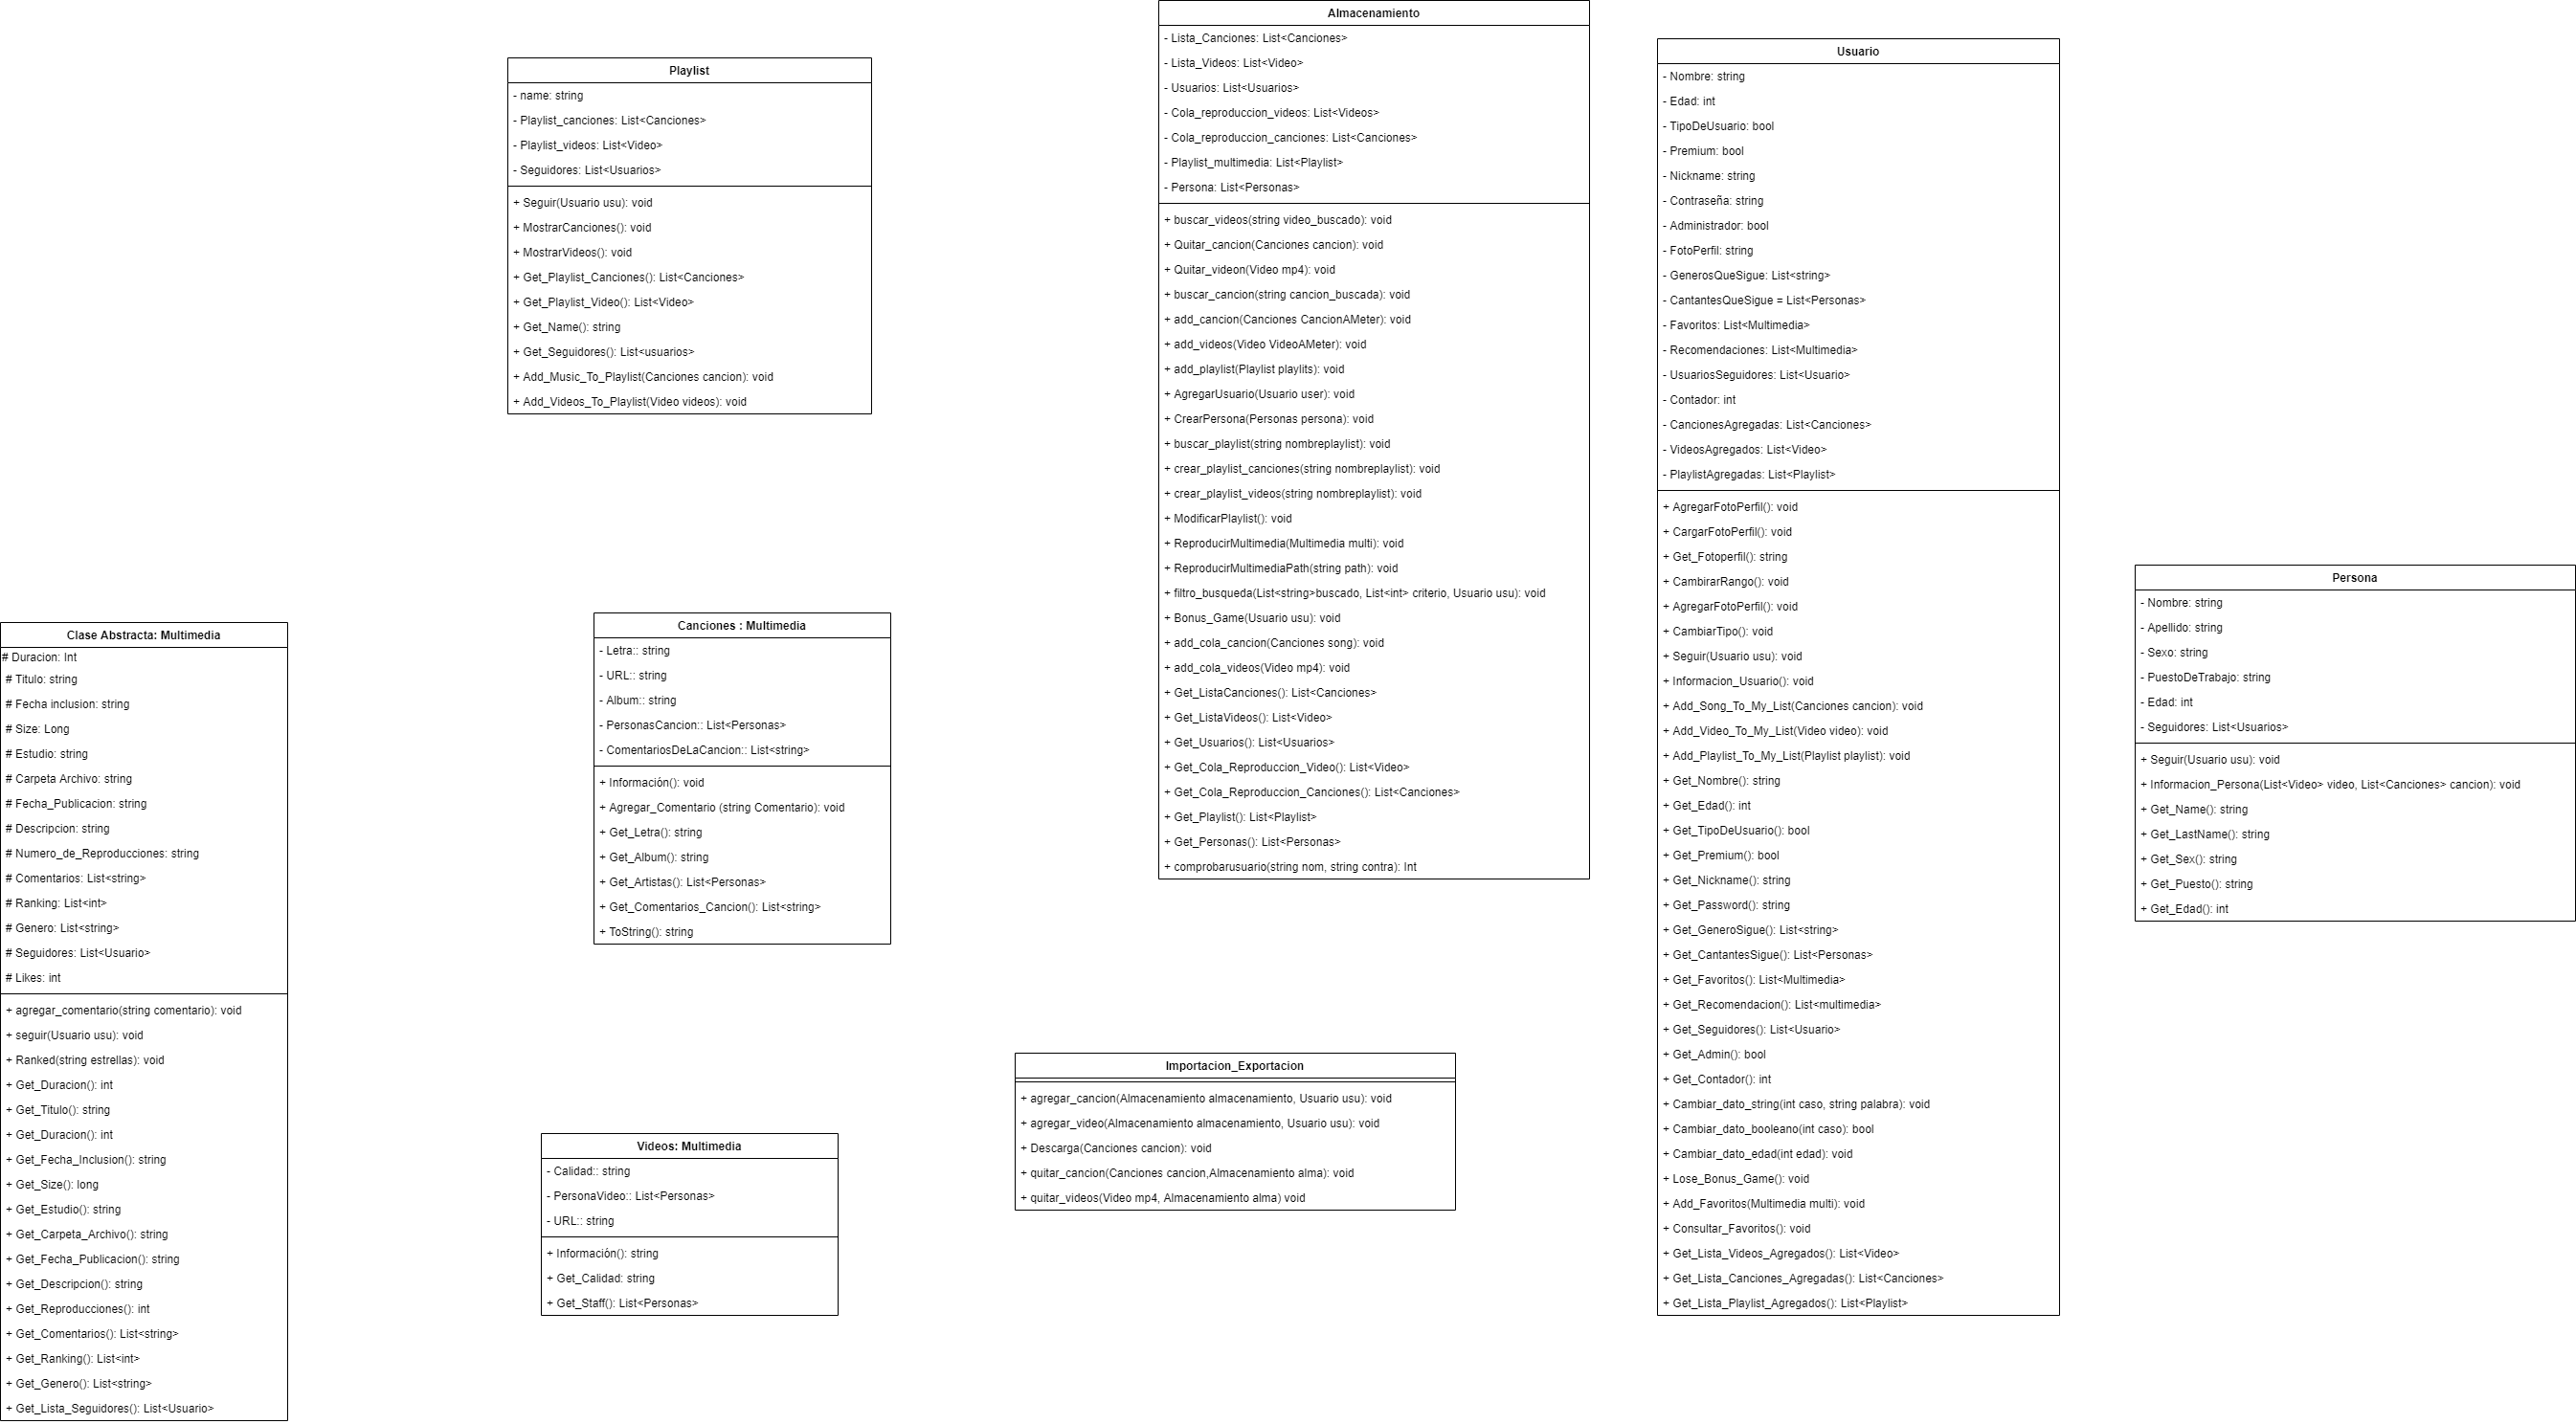 Playlist
- name: string
- Playlist_canciones: List<Canciones>
- Playlist_videos: List<Video>
- Seguidores: List<Usuarios>
+ Seguir(Usuario usu): void
+ MostrarCanciones(): void
+ MostrarVideos(): void
+ Get_Playlist_Canciones(): List<Canciones>
+ Get_Playlist_Video(): List<Video>
+ Get_Name(): string
+ Get_Seguidores(): List<usuarios>
+ Add_Music_To_Playlist(Canciones cancion): void
+ Add_Videos_To_Playlist(Video videos): void
Almacenamiento
- Lista_Canciones: List<Canciones>
- Lista_Videos: List<Video>
- Usuarios: List<Usuarios>
- Cola_reproduccion_videos: List<Videos>
- Cola_reproduccion_canciones: List<Canciones>
- Playlist_multimedia: List<Playlist>
- Persona: List<Personas>
+ buscar_videos(string video_buscado): void
+ Quitar_cancion(Canciones cancion): void
+ Quitar_videon(Video mp4): void
+ buscar_cancion(string cancion_buscada): void
+ add_cancion(Canciones CancionAMeter): void
+ add_videos(Video VideoAMeter): void
+ add_playlist(Playlist playlits): void
+ AgregarUsuario(Usuario user): void
+ CrearPersona(Personas persona): void
+ buscar_playlist(string nombreplaylist): void
+ crear_playlist_canciones(string nombreplaylist): void
+ crear_playlist_videos(string nombreplaylist): void
+ ModificarPlaylist(): void
+ ReproducirMultimedia(Multimedia multi): void
+ ReproducirMultimediaPath(string path): void
+ filtro_busqueda(List<string>buscado, List<int> criterio, Usuario usu): void
+ Bonus_Game(Usuario usu): void
+ add_cola_cancion(Canciones song): void
+ add_cola_videos(Video mp4): void
+ Get_ListaCanciones(): List<Canciones>
+ Get_ListaVideos(): List<Video>
+ Get_Usuarios(): List<Usuarios>
+ Get_Cola_Reproduccion_Video(): List<Video>
+ Get_Cola_Reproduccion_Canciones(): List<Canciones>
+ Get_Playlist(): List<Playlist>
+ Get_Personas(): List<Personas>
+ comprobarusuario(string nom, string contra): Int
Usuario
- Nombre: string
- Edad: int
- TipoDeUsuario: bool
- Premium: bool
- Nickname: string
- Contraseña: string
- Administrador: bool
- FotoPerfil: string
- GenerosQueSigue: List<string>
- CantantesQueSigue = List<Personas>
- Favoritos: List<Multimedia>
- Recomendaciones: List<Multimedia>
- UsuariosSeguidores: List<Usuario>
- Contador: int
- CancionesAgregadas: List<Canciones>
- VideosAgregados: List<Video>
- PlaylistAgregadas: List<Playlist>
+ AgregarFotoPerfil(): void
+ CargarFotoPerfil(): void
+ Get_Fotoperfil(): string
+ CambirarRango(): void
+ AgregarFotoPerfil(): void
+ CambiarTipo(): void
+ Seguir(Usuario usu): void
+ Informacion_Usuario(): void
+ Add_Song_To_My_List(Canciones cancion): void
+ Add_Video_To_My_List(Video video): void
+ Add_Playlist_To_My_List(Playlist playlist): void
+ Get_Nombre(): string
+ Get_Edad(): int
+ Get_TipoDeUsuario(): bool
+ Get_Premium(): bool
+ Get_Nickname(): string
+ Get_Password(): string
+ Get_GeneroSigue(): List<string>
+ Get_CantantesSigue(): List<Personas>
+ Get_Favoritos(): List<Multimedia>
+ Get_Recomendacion(): List<multimedia>
+ Get_Seguidores(): List<Usuario>
+ Get_Admin(): bool
+ Get_Contador(): int
+ Cambiar_dato_string(int caso, string palabra): void
+ Cambiar_dato_booleano(int caso): bool
+ Cambiar_dato_edad(int edad): void
+ Lose_Bonus_Game(): void
+ Add_Favoritos(Multimedia multi): void
+ Consultar_Favoritos(): void
+ Get_Lista_Videos_Agregados(): List<Video>
+ Get_Lista_Canciones_Agregadas(): List<Canciones>
+ Get_Lista_Playlist_Agregados(): List<Playlist>
Persona
- Nombre: string
- Apellido: string
- Sexo: string
- PuestoDeTrabajo: string
- Edad: int
- Seguidores: List<Usuarios>
+ Seguir(Usuario usu): void
+ Informacion_Persona(List<Video> video, List<Canciones> cancion): void
+ Get_Name(): string
+ Get_LastName(): string
+ Get_Sex(): string
+ Get_Puesto(): string
+ Get_Edad(): int
Clase Abstracta: Multimedia
# Duracion: Int
# Titulo: string
# Fecha inclusion: string
# Size: Long
# Estudio: string
# Carpeta Archivo: string
# Fecha_Publicacion: string
# Descripcion: string
# Numero_de_Reproducciones: string
# Comentarios: List<string>
# Ranking: List<int>
# Genero: List<string>
# Seguidores: List<Usuario>
# Likes: int
+ agregar_comentario(string comentario): void
+ seguir(Usuario usu): void
+ Ranked(string estrellas): void
+ Get_Duracion(): int
+ Get_Titulo(): string
+ Get_Duracion(): int
+ Get_Fecha_Inclusion(): string
+ Get_Size(): long
+ Get_Estudio(): string
+ Get_Carpeta_Archivo(): string
+ Get_Fecha_Publicacion(): string
+ Get_Descripcion(): string
+ Get_Reproducciones(): int
+ Get_Comentarios(): List<string>
+ Get_Ranking(): List<int>
+ Get_Genero(): List<string>
+ Get_Lista_Seguidores(): List<Usuario>
Canciones : Multimedia
- Letra:: string
- URL:: string
- Album:: string
- PersonasCancion:: List<Personas>
- ComentariosDeLaCancion:: List<string>
+ Información(): void
+ Agregar_Comentario (string Comentario): void
+ Get_Letra(): string
+ Get_Album(): string
+ Get_Artistas(): List<Personas>
+ Get_Comentarios_Cancion(): List<string>
+ ToString(): string
Videos: Multimedia
- Calidad:: string
- PersonaVideo:: List<Personas>
- URL:: string
+ Información(): string
+ Get_Calidad: string
+ Get_Staff(): List<Personas>
Importacion_Exportacion
+ agregar_cancion(Almacenamiento almacenamiento, Usuario usu): void
+ agregar_video(Almacenamiento almacenamiento, Usuario usu): void
+ Descarga(Canciones cancion): void
+ quitar_cancion(Canciones cancion,Almacenamiento alma): void
+ quitar_videos(Video mp4, Almacenamiento alma) void